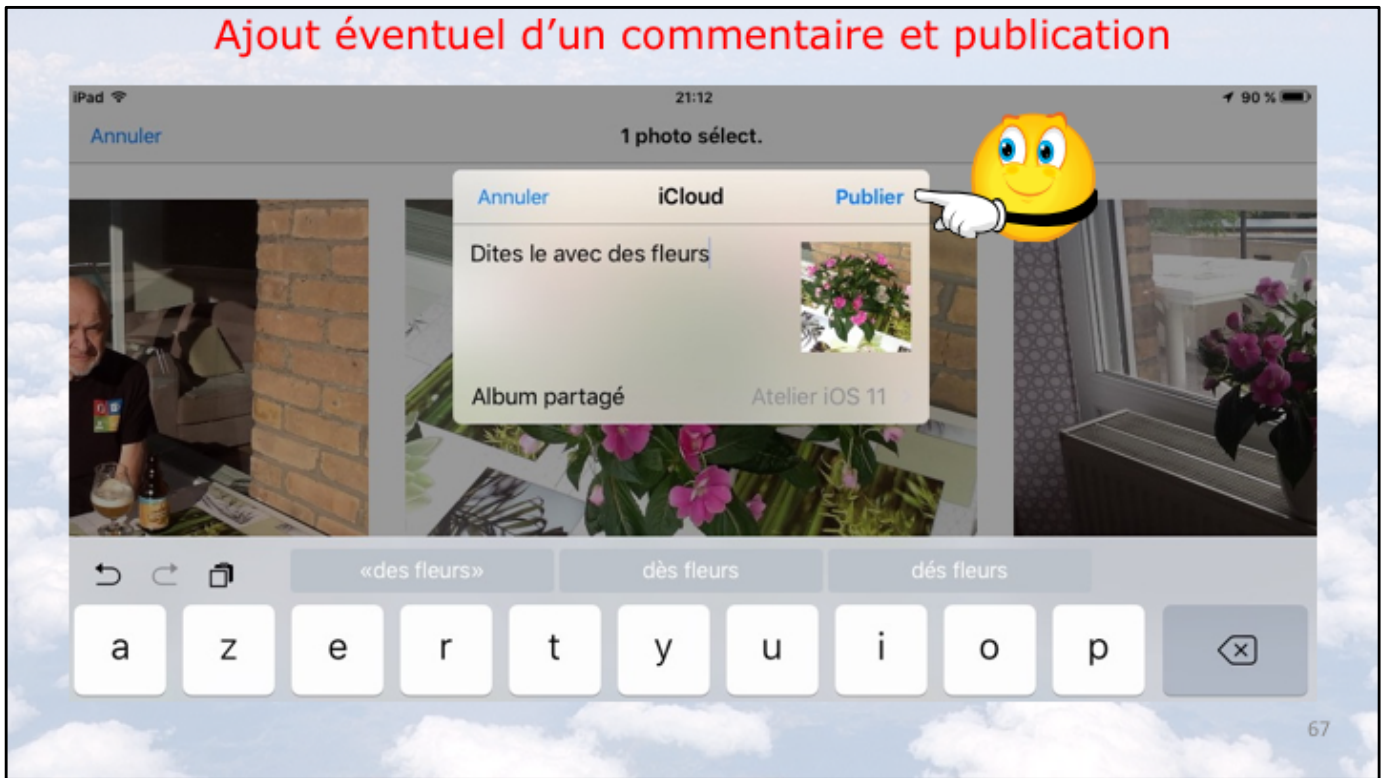 Ajout éventuel d’un commentaire et publication
iPad 21:12 90 %
Annuler 1 photo sélect.
Annuler iCloud Publier
Dites le avec des fleurs
Album partagé Atelier iOS 11
«des fleurs» dès fleurs dés fleurs
a z e r t y u i o p
67